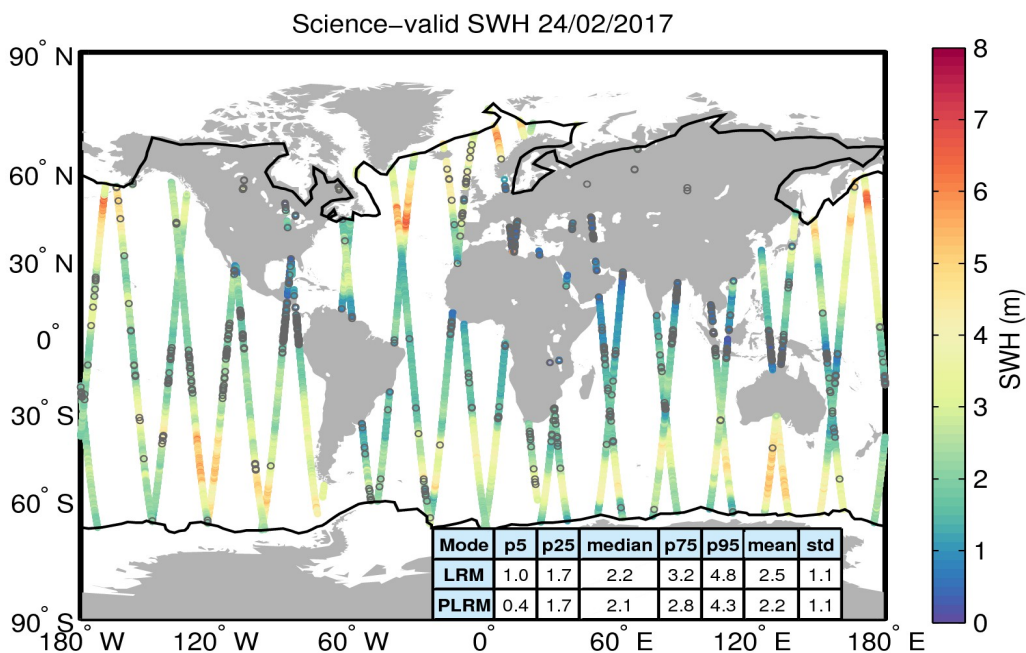 Science−valid SWH 24/02/2017
90° N
60° N
30° N
0°
30° S
60° S
90° S
180° W
120° W
60° W
0°
60° E
120° E
180° E
Mode p5 p25 median p75 p95 mean std
LRM 1.0 1.7 2.2 3.2 4.8 2.5 1.1
PLRM 0.4 1.7 2.1 2.8 4.3 2.2 1.1
8
7
6
5
4
3
2
1
0
SWH (m)